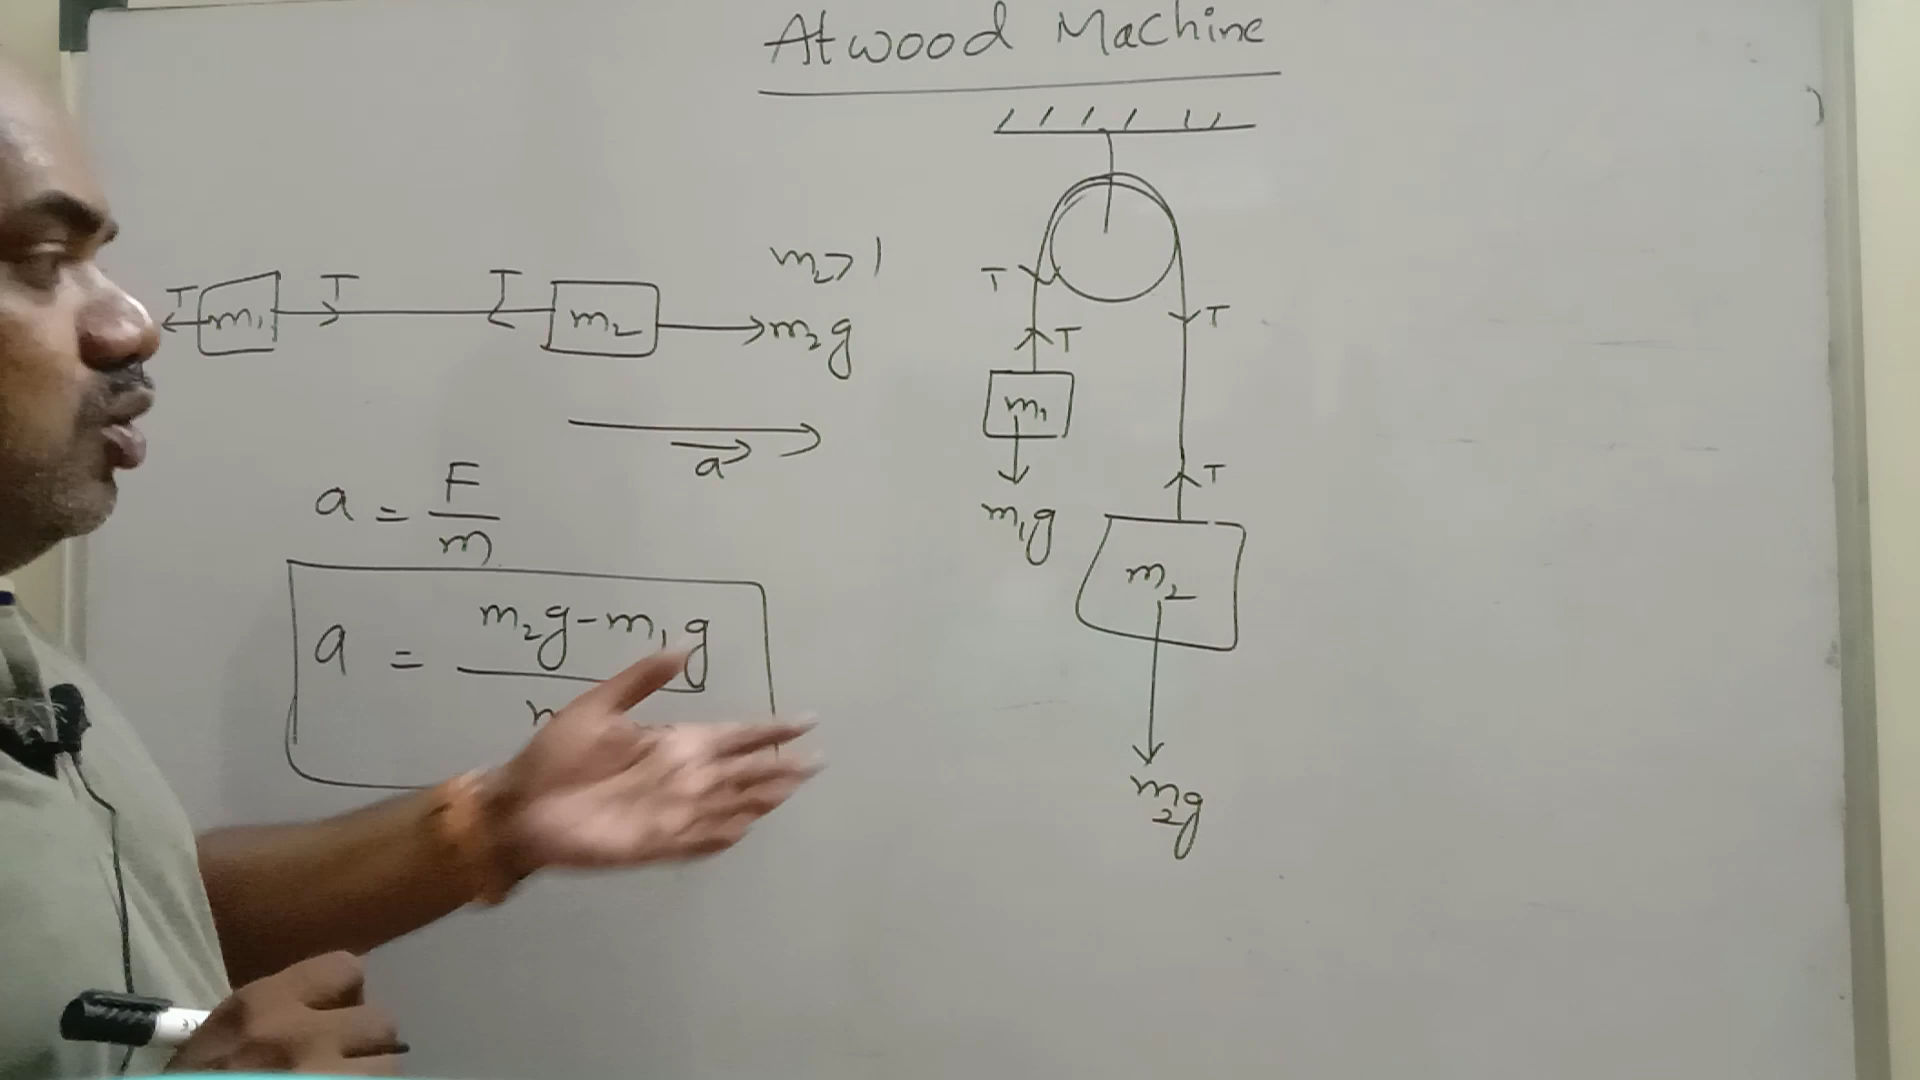 Atwood Machine
m₂ > 1
T m₁ T T m₂ m₂g
a
a = F/m
a = m₂g - m₁g
T T T
m₁
m₁g
T
m₂
m₂g